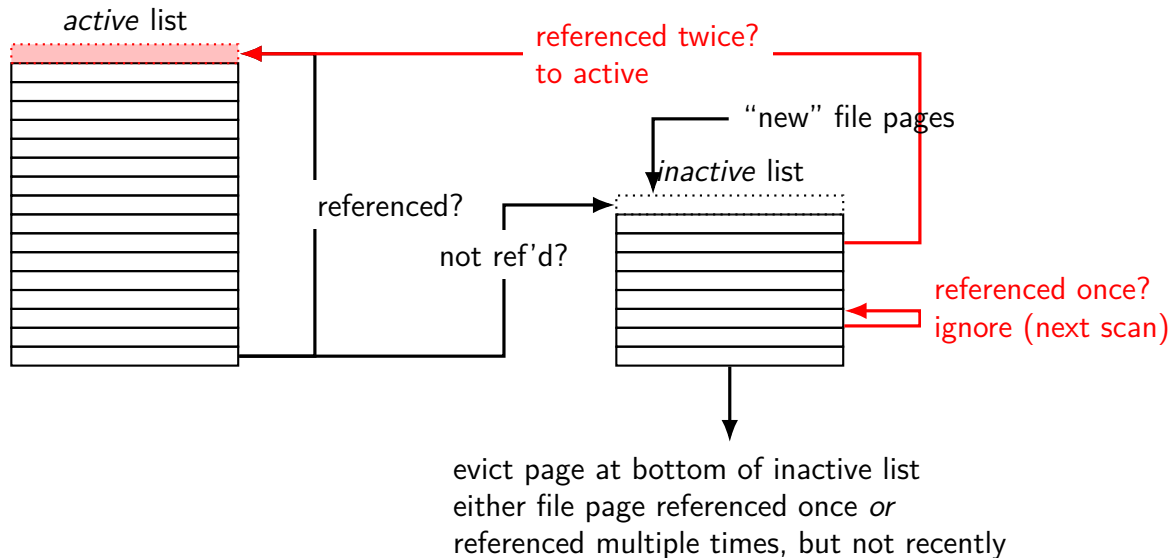 active list
referenced twice?
to active
“new” file pages
inactive list
referenced?
not ref'd?
referenced once?
ignore (next scan)
evict page at bottom of inactive list
either file page referenced once or
referenced multiple times, but not recently